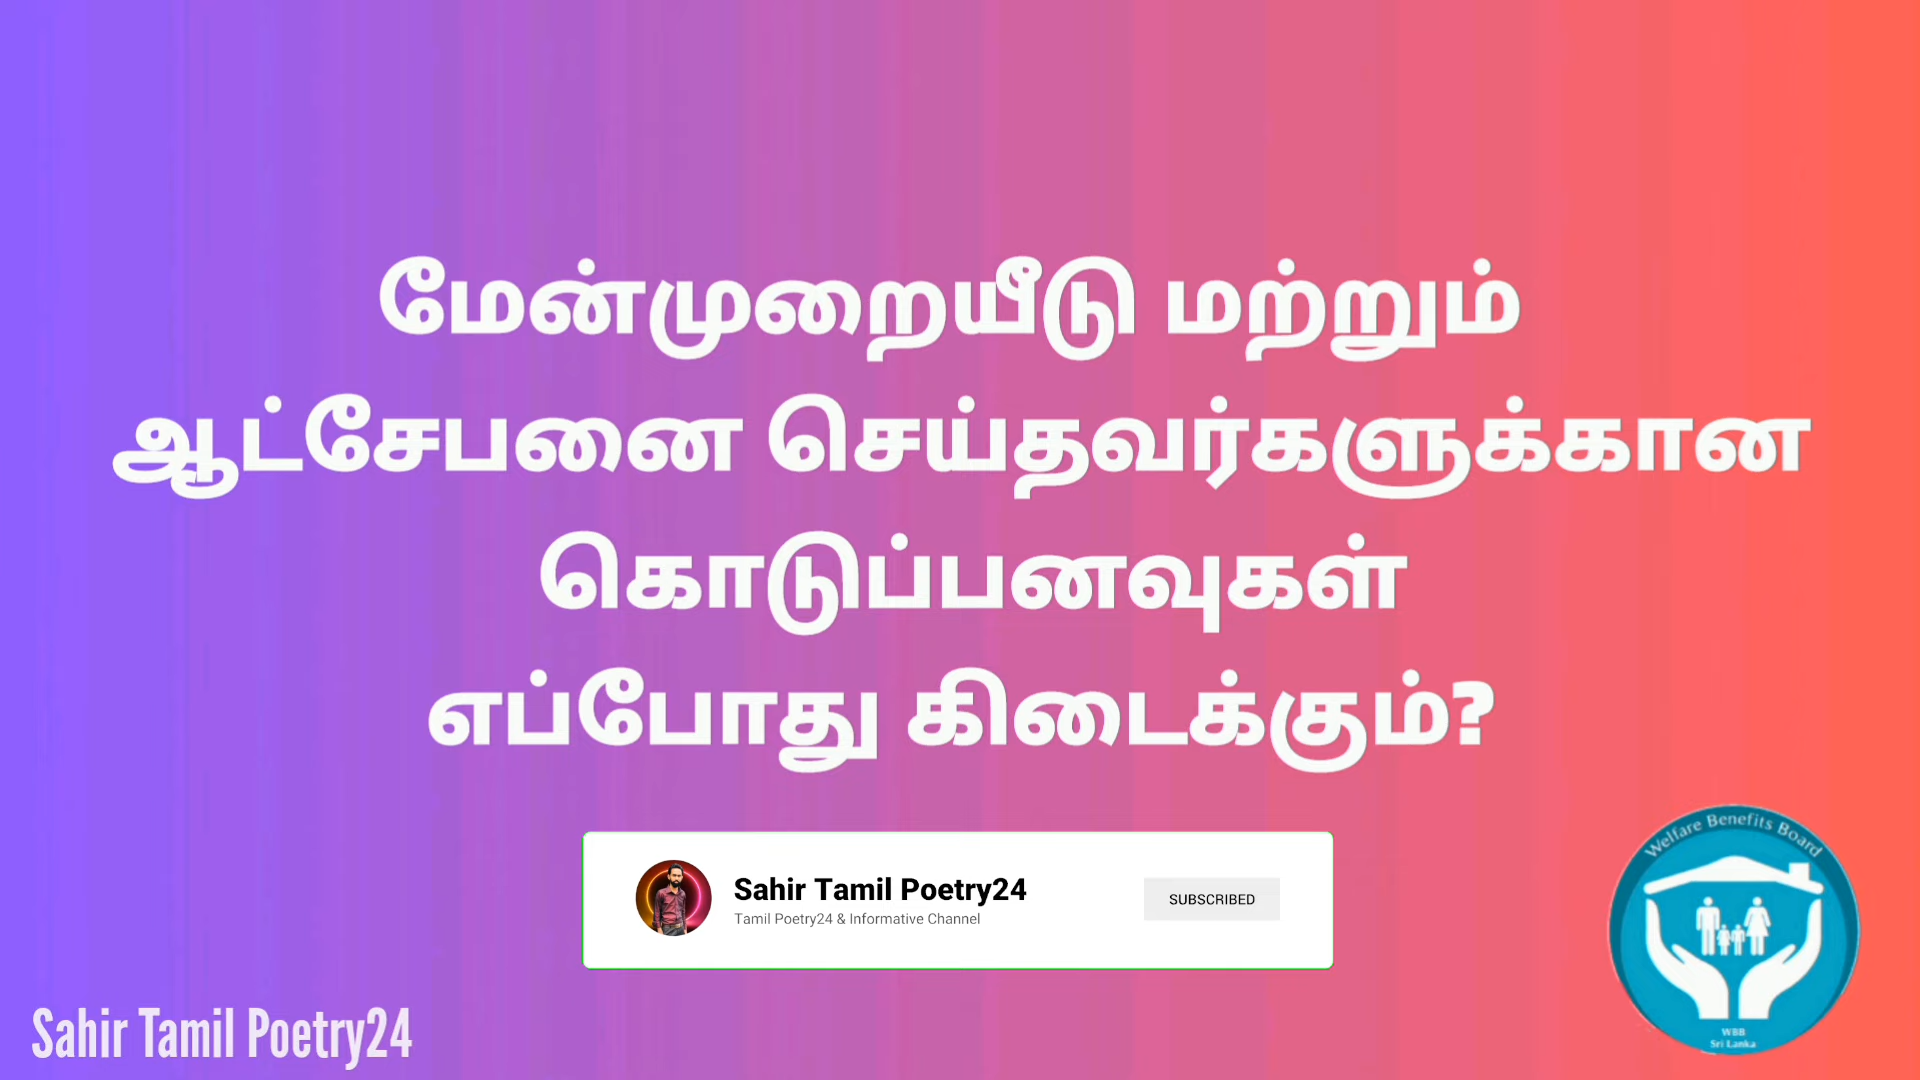 மேன்முறையீடு மற்றும்
ஆட்சேபனை செய்தவர்களுக்கான
கொடுப்பனவுகள்
எப்போது கிடைக்கும்?
Sahir Tamil Poetry24
Tamil Poetry24 & Informative Channel
SUBSCRIBED
Welfare Benefits Board
WBB
Sri Lanka
Sahir Tamil Poetry24